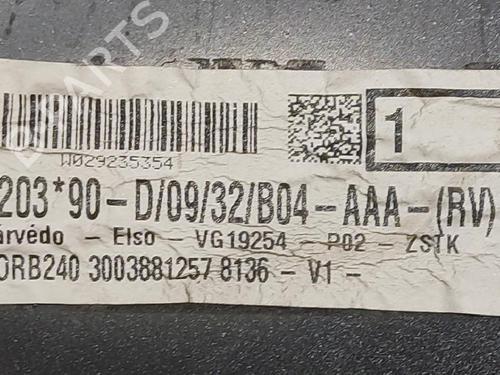 1
W029235354
203*90-D/09/32/B04-AAA-(RV)
árvédo - Elso - VG19254 - P02 - ZSTK
ORB240 3003881257 8136 - V1 -